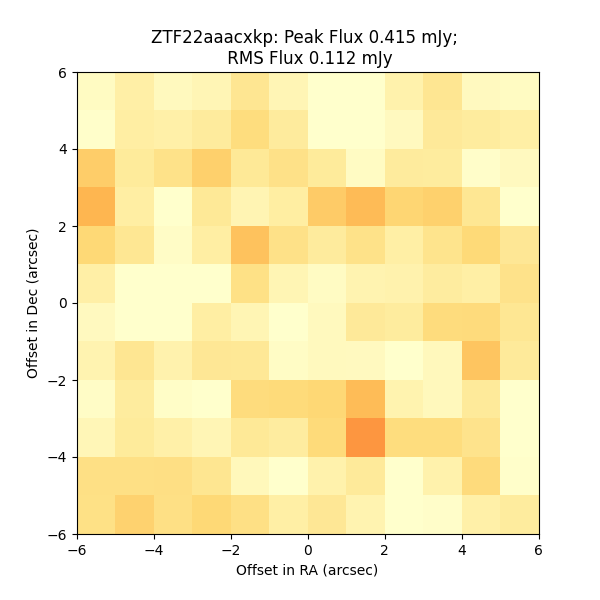 ZTF22aaacxkp: Peak Flux 0.415 mJy;
RMS Flux 0.112 mJy
6
4
2
0
−2
−4
−6
Offset in Dec (arcsec)
−6 −4 −2 0 2 4 6
Offset in RA (arcsec)